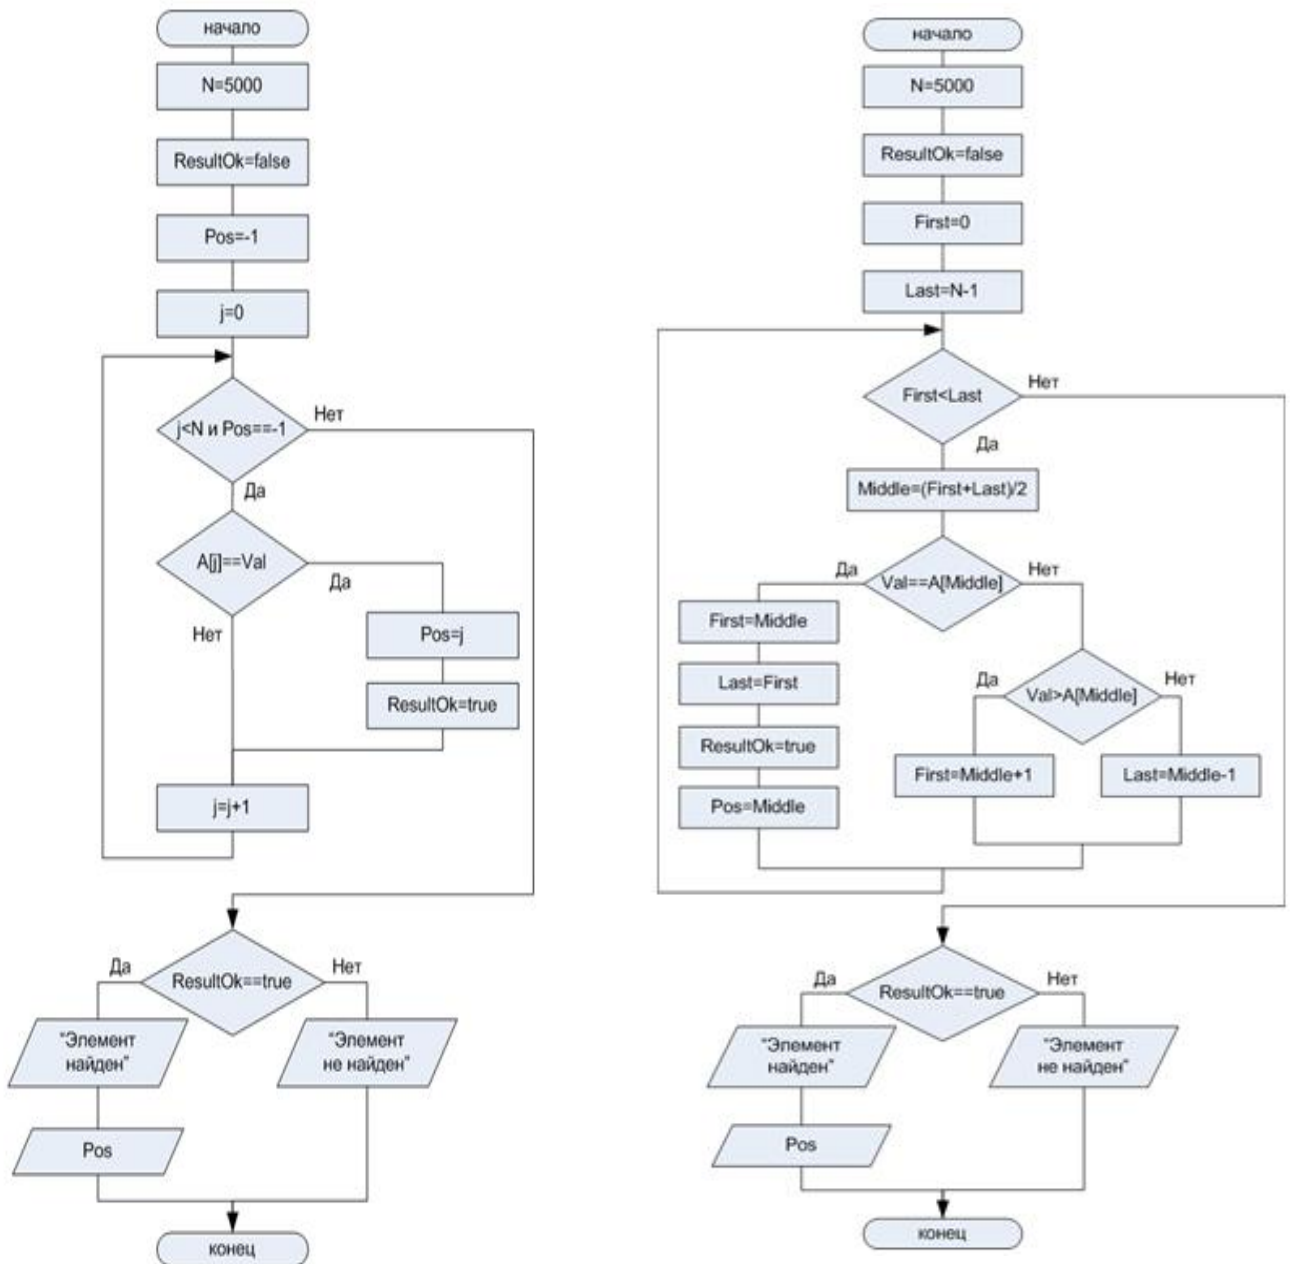 начало
N=5000
ResultOk=false
Pos=-1
j=0
j<N и Pos==-1
Нет
Да
A[j]==Val
Да
Нет
Pos=j
ResultOk=true
j=j+1
ResultOk==true
Да
Нет
"Элемент
найден"
"Элемент
не найден"
Pos
конец
начало
N=5000
ResultOk=false
First=0
Last=N-1
First<Last
Нет
Да
Middle=(First+Last)/2
Val==A[Middle]
Да
Нет
First=Middle
Last=First
ResultOk=true
Pos=Middle
Val>A[Middle]
Да
Нет
First=Middle+1
Last=Middle-1
ResultOk==true
Да
Нет
"Элемент
найден"
"Элемент
не найден"
Pos
конец